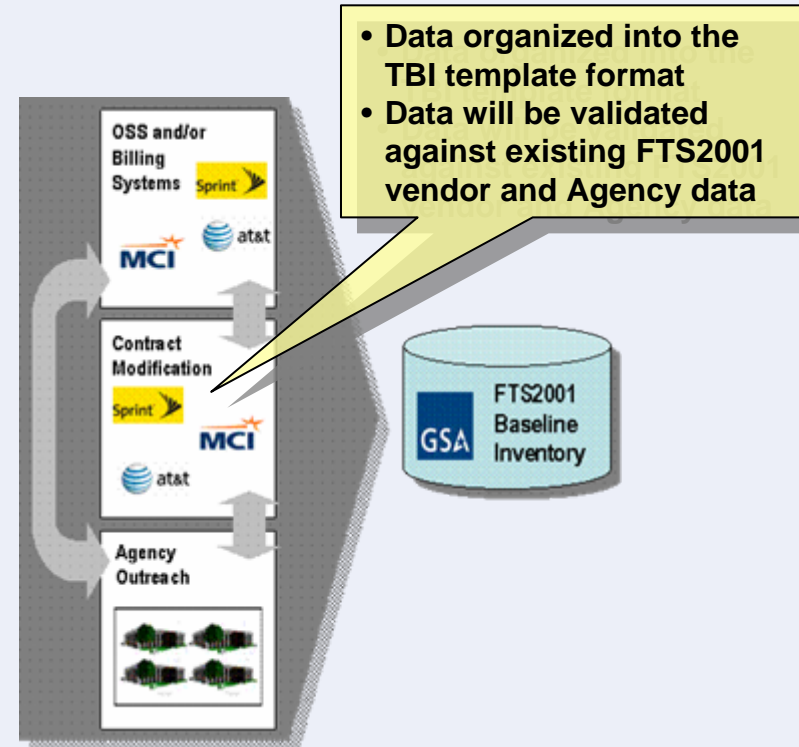 • Data organized into the
TBI template format
• Data will be validated
against existing FTS2001
vendor and Agency data
OSS and/or
Billing
Systems
Sprint
at&t
MCI
Contract
Modification
Sprint
MCI
at&t
Agency
Outreach
GSA
FTS2001
Baseline
Inventory